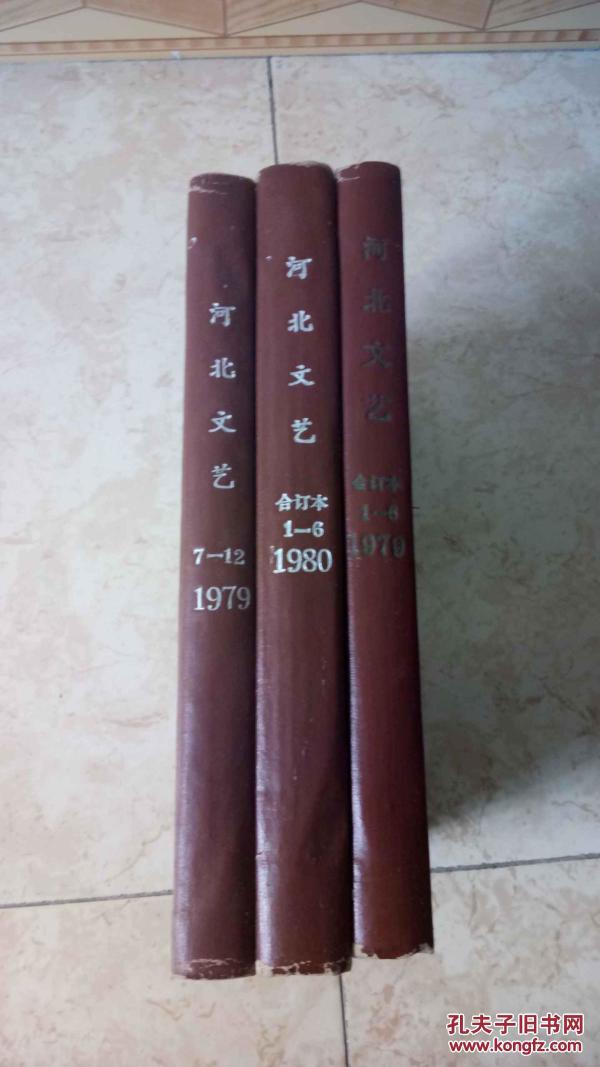 河北文艺
7—12
1979
河北文艺
合订本
1—6
1980
河北文艺
合订本
1—6
1979
孔夫子旧书网
www.kongfz.com